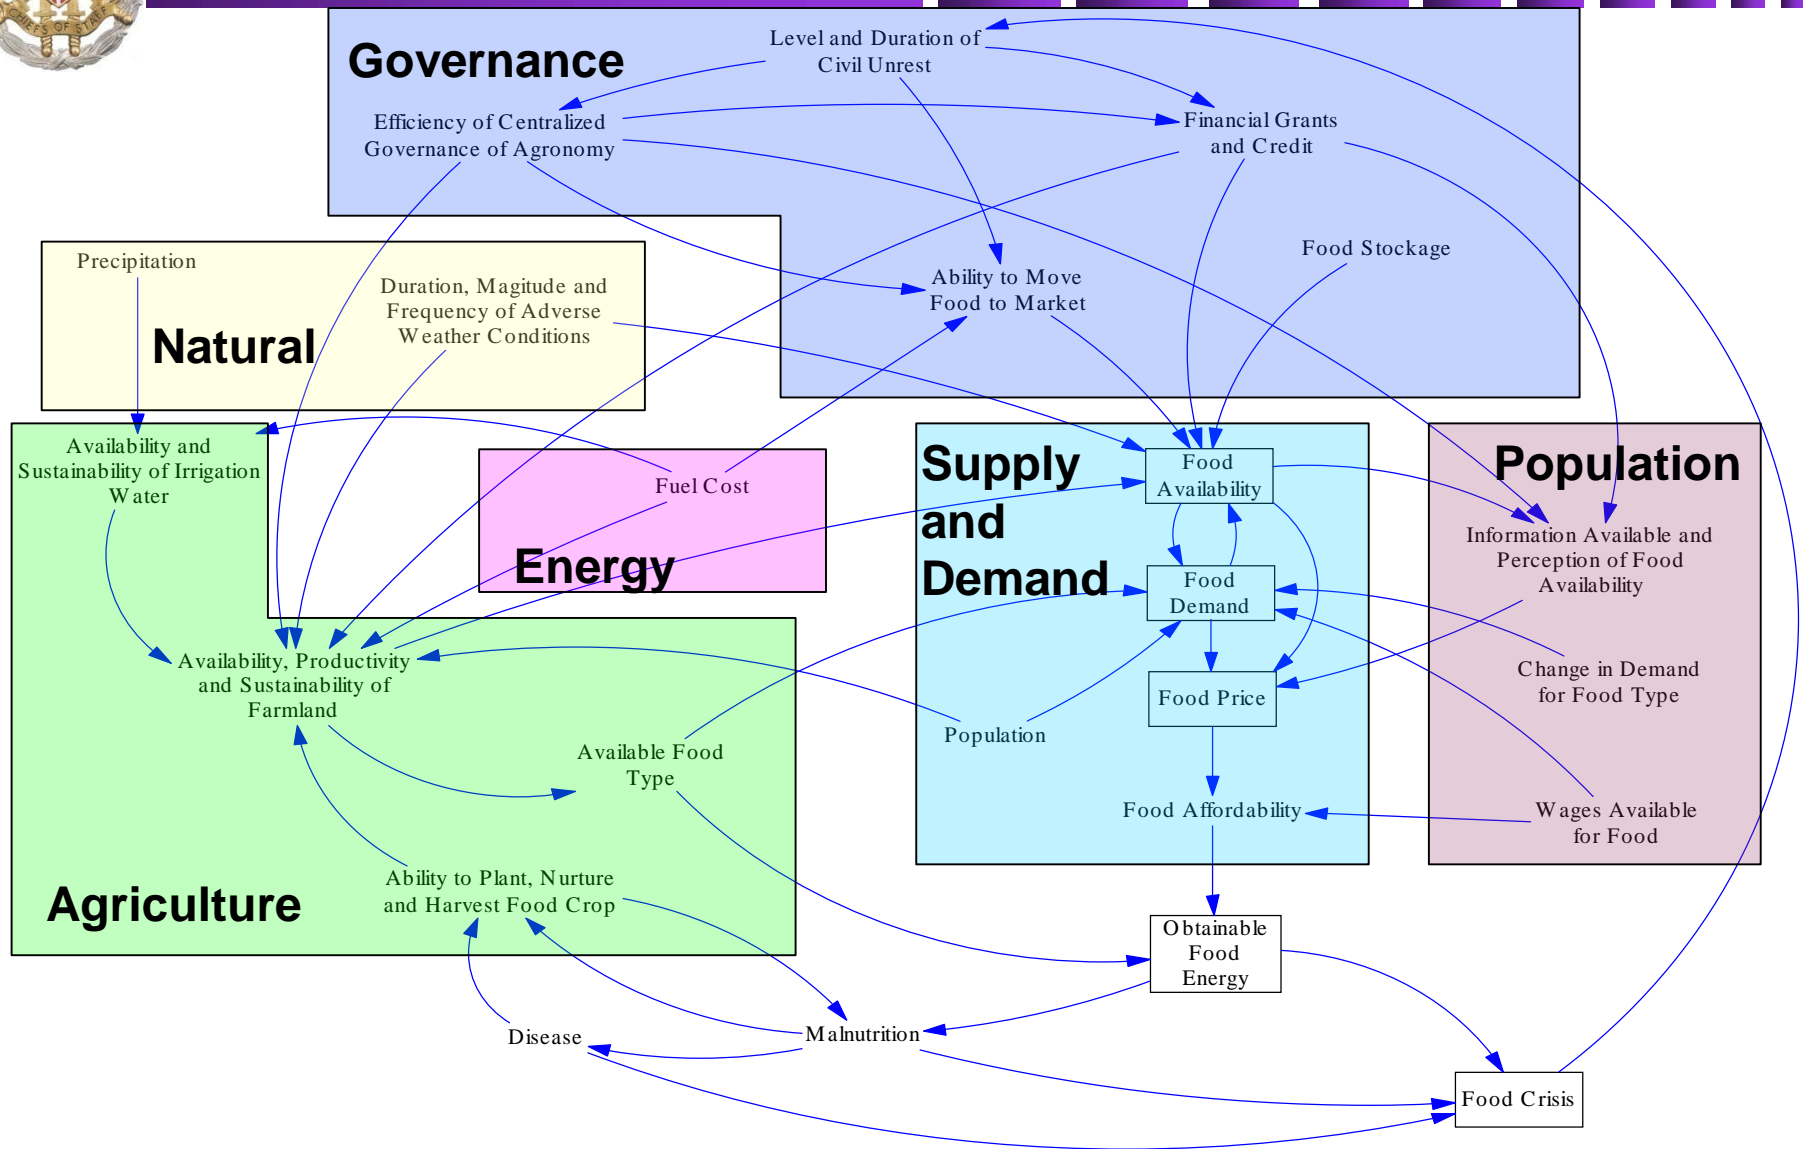 CHIEFS OF STAFF
Governance
Level and Duration of
Civil Unrest
Efficiency of Centralized
Governance of Agronomy
Financial Grants
and Credit
Food Stockage
Ability to Move
Food to Market
Precipitation
Duration, Magitude and
Frequency of Adverse
Weather Conditions
Natural
Availability and
Sustainability of Irrigation
Water
Fuel Cost
Energy
Supply
and
Demand
Food
Availability
Food
Demand
Food Price
Population
Food Affordability
Population
Information Available and
Perception of Food
Availability
Change in Demand
for Food Type
Wages Available
for Food
Availability, Productivity
and Sustainability of
Farmland
Available Food
Type
Ability to Plant, Nurture
and Harvest Food Crop
Agriculture
Obtainable
Food
Energy
Disease
Malnutrition
Food Crisis